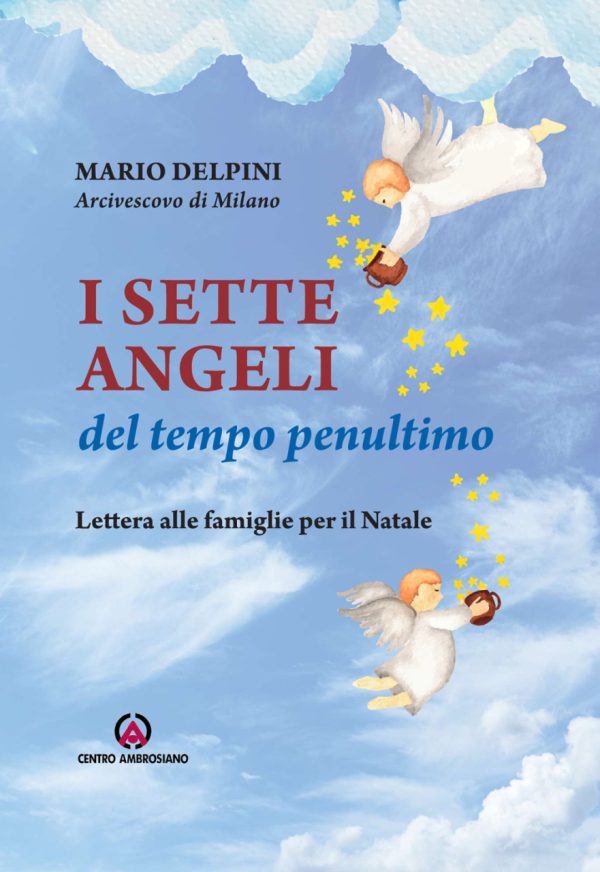 MARIO DELPINI
Arcivescovo di Milano
I SETTE
ANGELI
del tempo penultimo
Lettera alle famiglie per il Natale
CENTRO AMBROSIANO